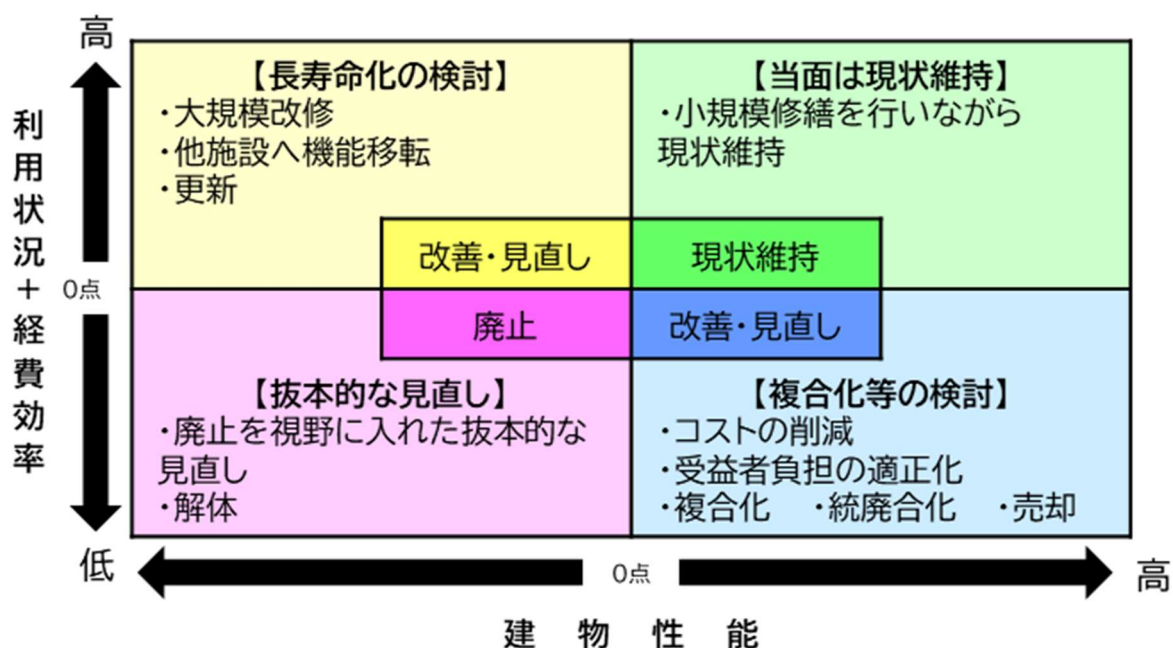 高
利用状況＋経費効率
0点
低
【長寿命化の検討】
・大規模改修
・他施設へ機能移転
・更新
改善・見直し
【当面は現状維持】
・小規模修繕を行いながら
現状維持
現状維持
廃止
【抜本的な見直し】
・廃止を視野に入れた抜本的な
見直し
・解体
改善・見直し
【複合化等の検討】
・コストの削減
・受益者負担の適正化
・複合化　・統廃合化　・売却
0点
高
建物性能